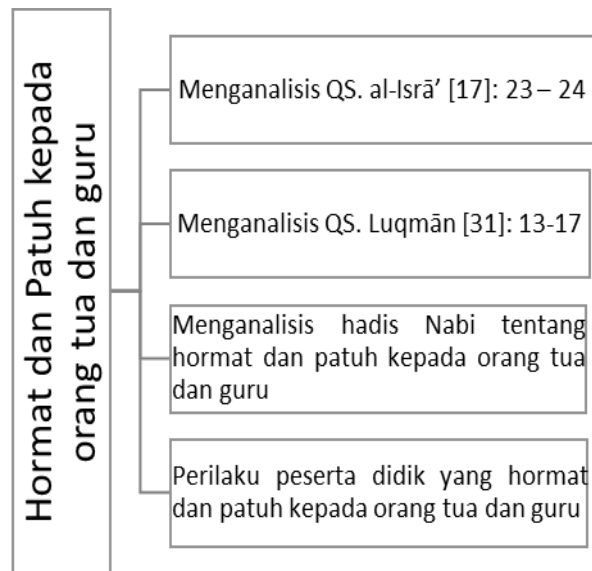 Hormat dan Patuh kepada
orang tua dan guru
Menganalisis QS. al-Isrā’ [17]: 23 – 24
Menganalisis QS. Luqmān [31]: 13-17
Menganalisis hadis Nabi tentang
hormat dan patuh kepada orang tua
dan guru
Perilaku peserta didik yang hormat
dan patuh kepada orang tua dan guru